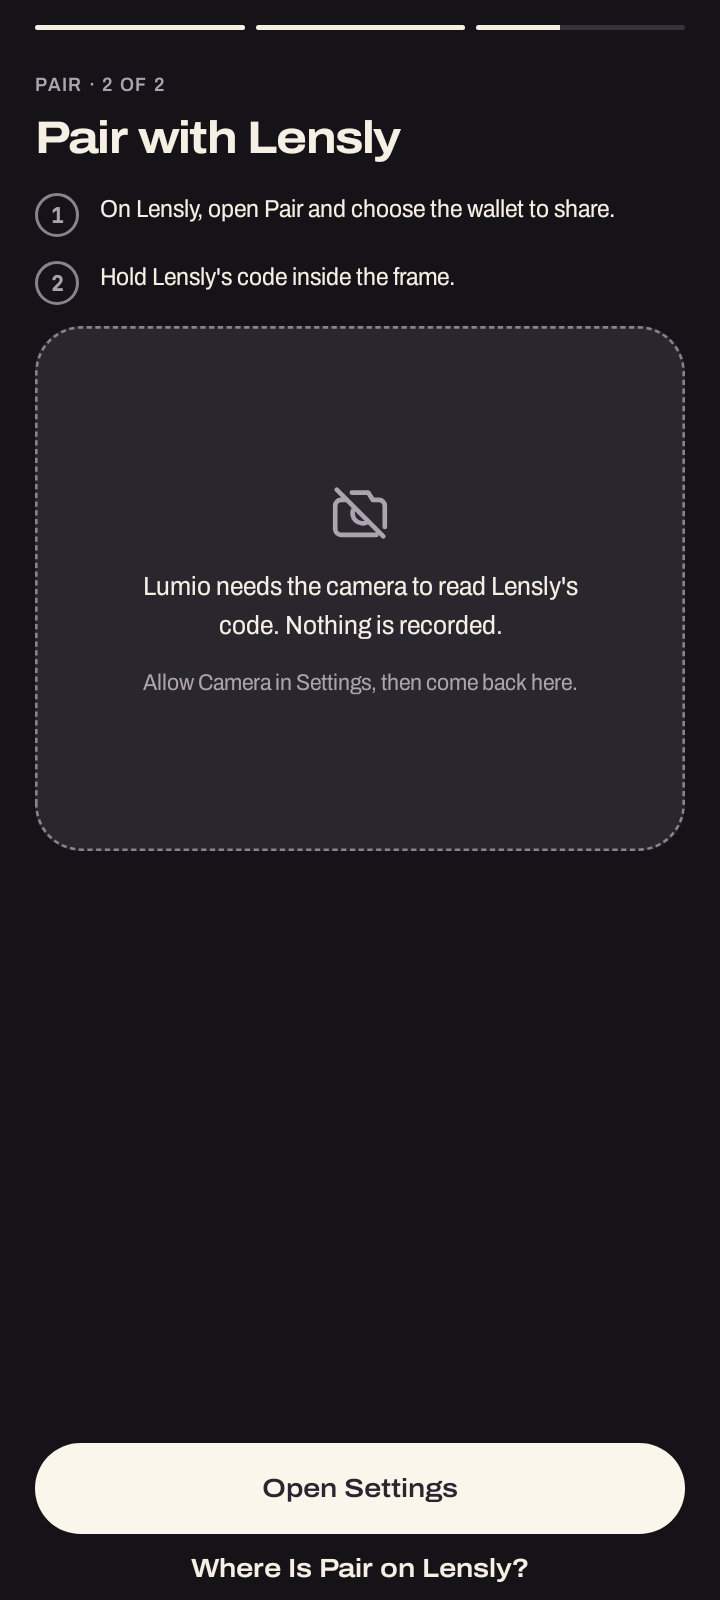 PAIR · 2 OF 2
Pair with Lensly
1 On Lensly, open Pair and choose the wallet to share.
2 Hold Lensly's code inside the frame.
Lumio needs the camera to read Lensly's
code. Nothing is recorded.
Allow Camera in Settings, then come back here.
Open Settings
Where Is Pair on Lensly?